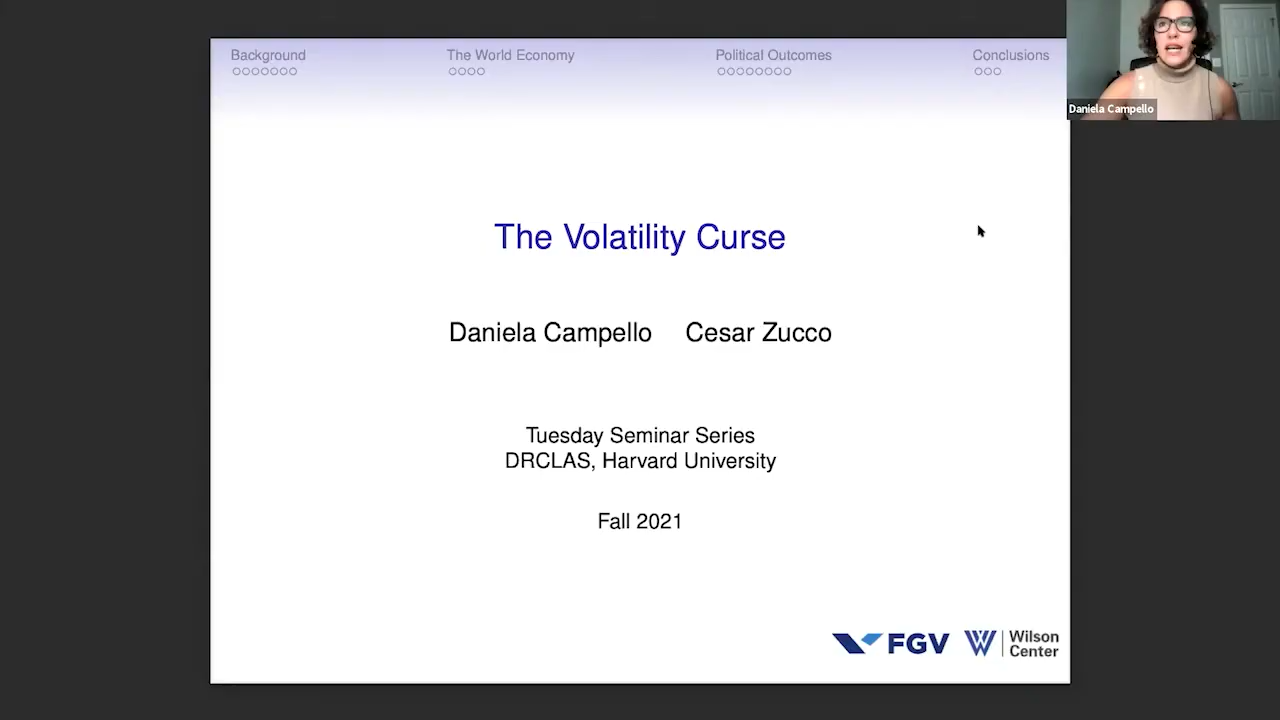 Background
The World Economy
Political Outcomes
Conclusions
Daniela Campello
The Volatility Curse
Daniela Campello Cesar Zucco
Tuesday Seminar Series
DRCLAS, Harvard University
Fall 2021
FGV
Wilson
Center